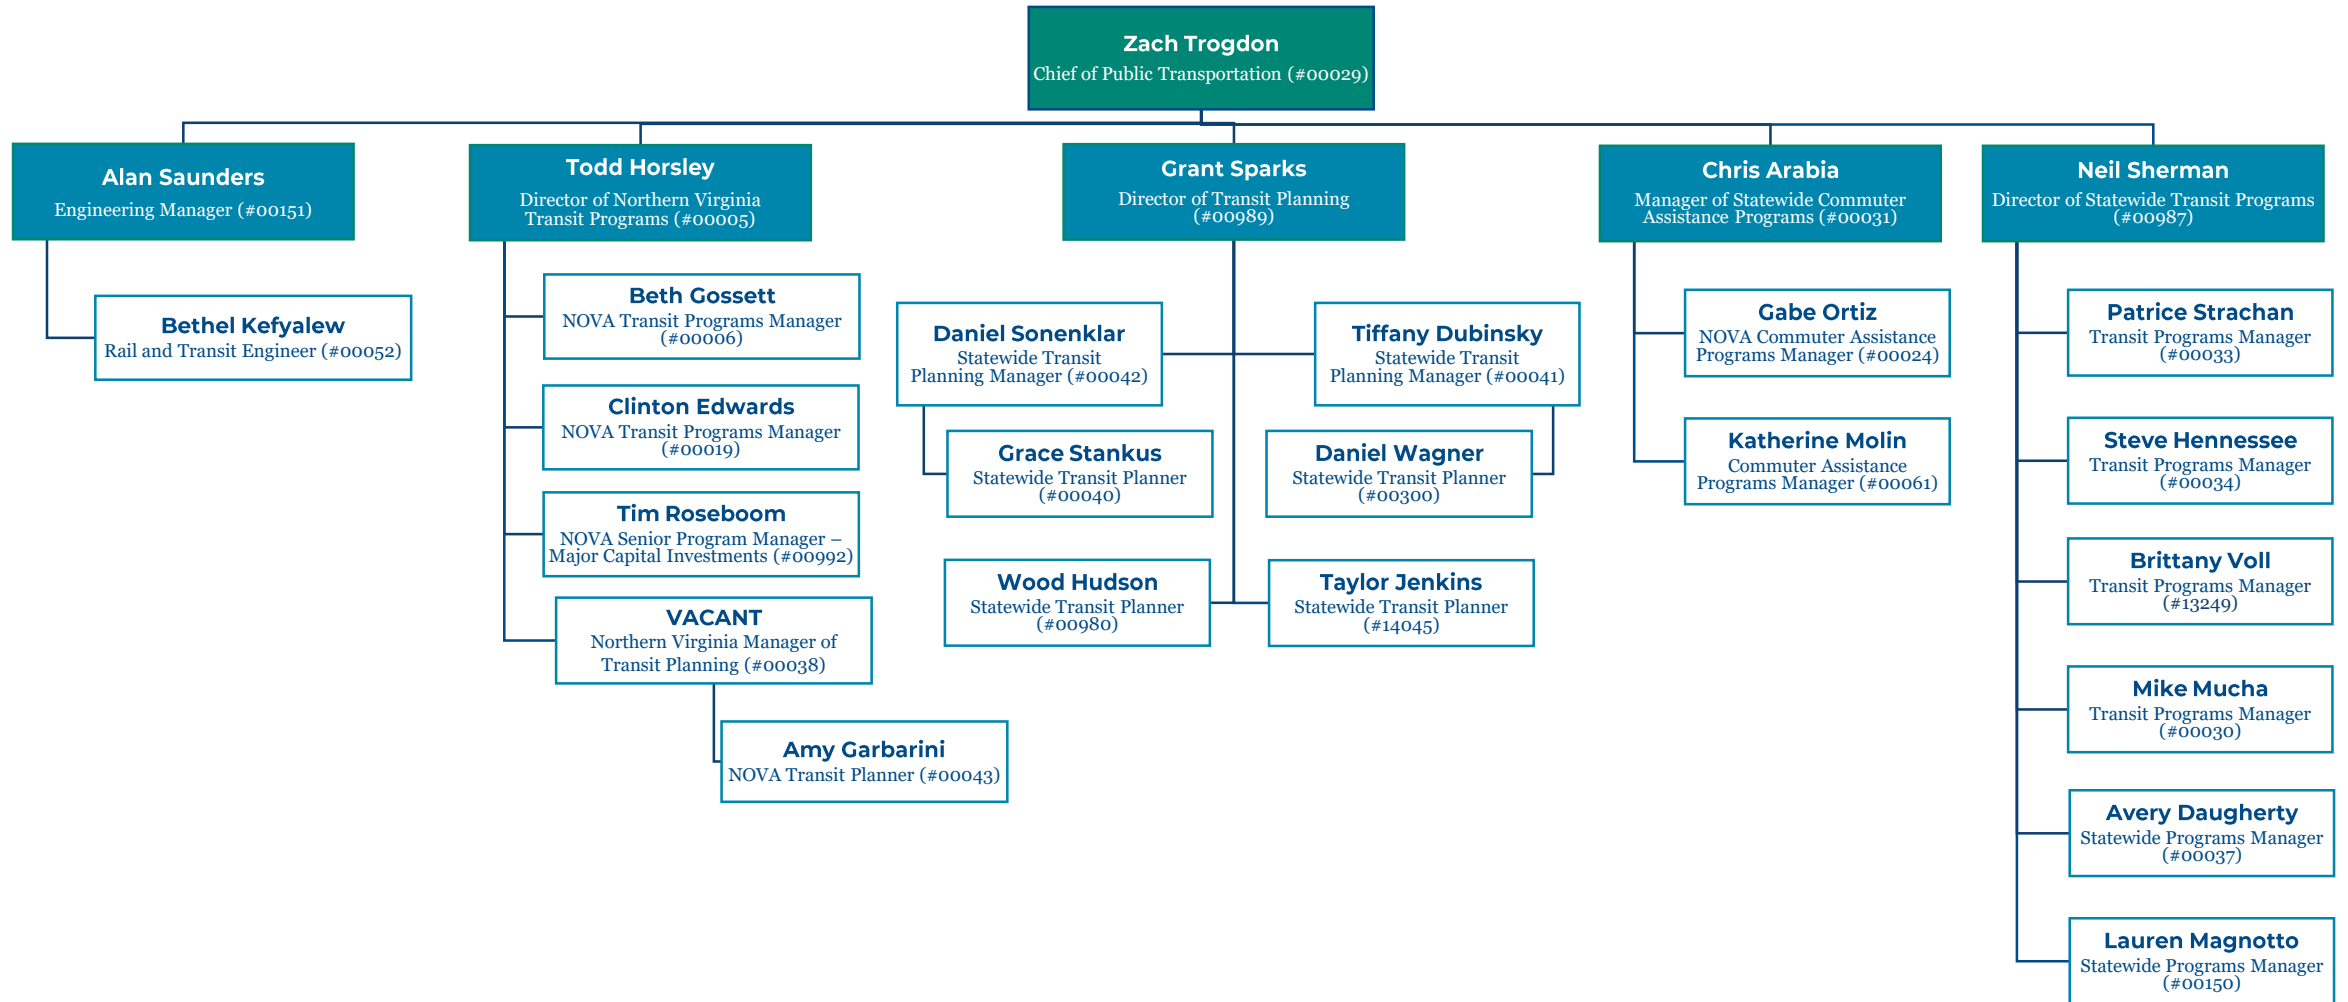 Zach Trogdon
Chief of Public Transportation (#00029)
Alan Saunders
Engineering Manager (#00151)
Bethel Kefyalew
Rail and Transit Engineer (#00052)
Todd Horsley
Director of Northern Virginia
Transit Programs (#00005)
Beth Gossett
NOVA Transit Programs Manager
(#00006)
Clinton Edwards
NOVA Transit Programs Manager
(#00019)
Tim Roseboom
NOVA Senior Program Manager –
Major Capital Investments (#00992)
VACANT
Northern Virginia Manager of
Transit Planning (#00038)
Amy Garbarini
NOVA Transit Planner (#00043)
Grant Sparks
Director of Transit Planning
(#00989)
Daniel Sonenklar
Statewide Transit
Planning Manager (#00042)
Grace Stankus
Statewide Transit Planner
(#00040)
Tiffany Dubinsky
Statewide Transit
Planning Manager (#00041)
Daniel Wagner
Statewide Transit Planner
(#00300)
Wood Hudson
Statewide Transit Planner
(#00980)
Taylor Jenkins
Statewide Transit Planner
(#14045)
Chris Arabia
Manager of Statewide Commuter
Assistance Programs (#00031)
Gabe Ortiz
NOVA Commuter Assistance
Programs Manager (#00024)
Katherine Molin
Commuter Assistance
Programs Manager (#00061)
Neil Sherman
Director of Statewide Transit Programs
(#00987)
Patrice Strachan
Transit Programs Manager
(#00033)
Steve Hennessee
Transit Programs Manager
(#00034)
Brittany Voll
Transit Programs Manager
(#13249)
Mike Mucha
Transit Programs Manager
(#00030)
Avery Daugherty
Statewide Programs Manager
(#00037)
Lauren Magnotto
Statewide Programs Manager
(#00150)